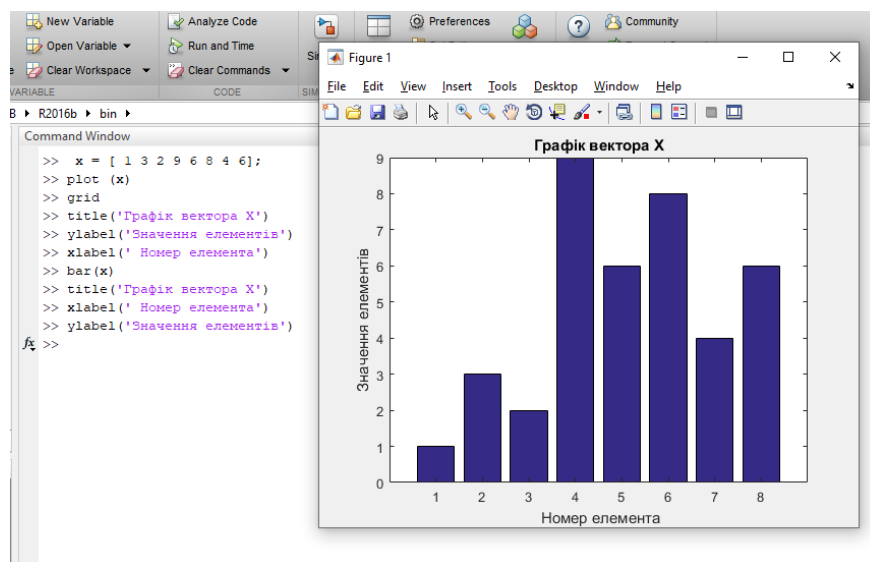 New Variable
Analyze Code
Preferences
Community
Open Variable
Run and Time
Clear Workspace
Clear Commands
VARIABLE
CODE
SIM
B ▸ R2016b ▸ bin ▸
Command Window
>> x = [ 1 3 2 9 6 8 4 6];
>> plot (x)
>> grid
>> title('Графік вектора X')
>> ylabel('Значення елементів')
>> xlabel(' Номер елемента')
>> bar(x)
>> title('Графік вектора X')
>> xlabel(' Номер елемента')
>> ylabel('Значення елементів')
fx >>
Figure 1
File Edit View Insert Tools Desktop Window Help
Графік вектора X
9
8
7
6
5
4
3
2
1
0
Значення елементів
1 2 3 4 5 6 7 8
Номер елемента